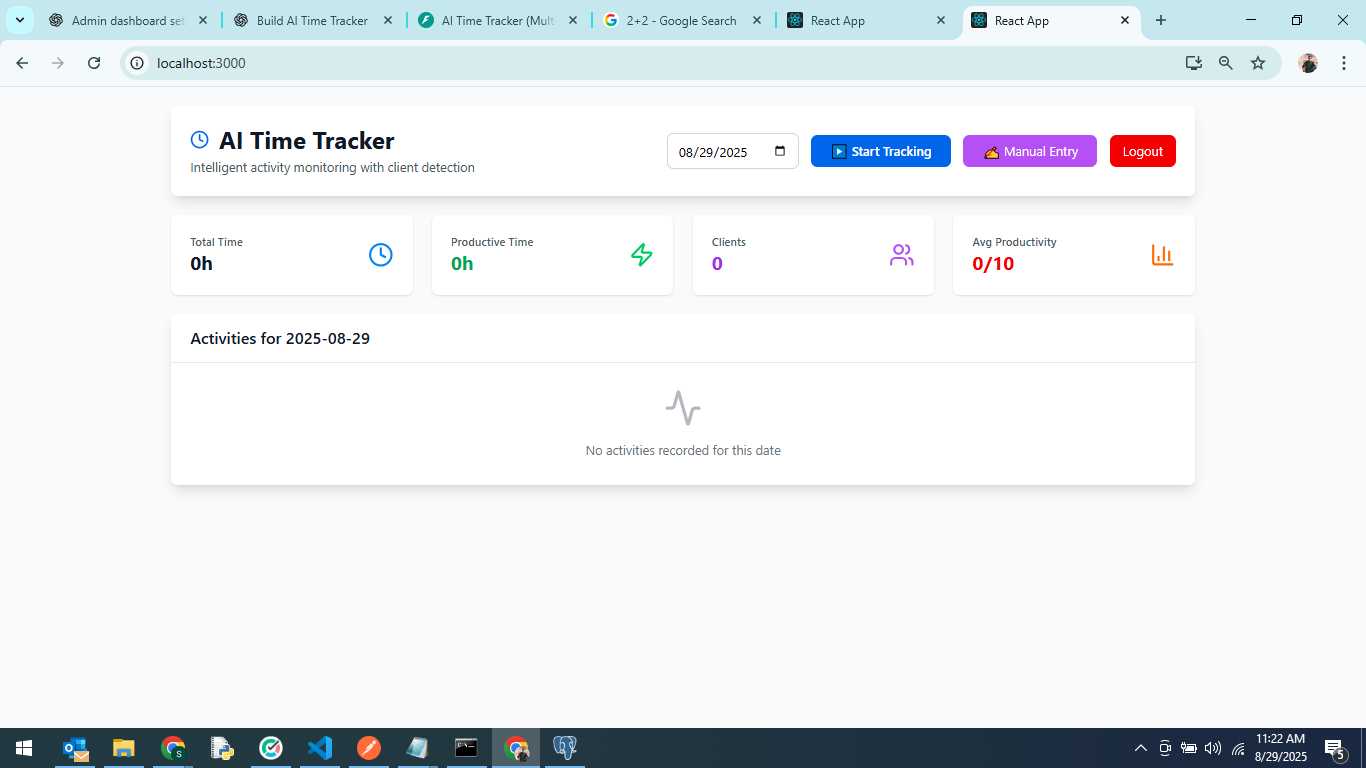 Admin dashboard set
Build AI Time Tracker
AI Time Tracker (Mult
2+2 - Google Search
React App
React App
localhost:3000
AI Time Tracker
Intelligent activity monitoring with client detection
08/29/2025
Start Tracking
Manual Entry
Logout
Total Time
0h
Productive Time
0h
Clients
0
Avg Productivity
0/10
Activities for 2025-08-29
No activities recorded for this date
11:22 AM
8/29/2025
5